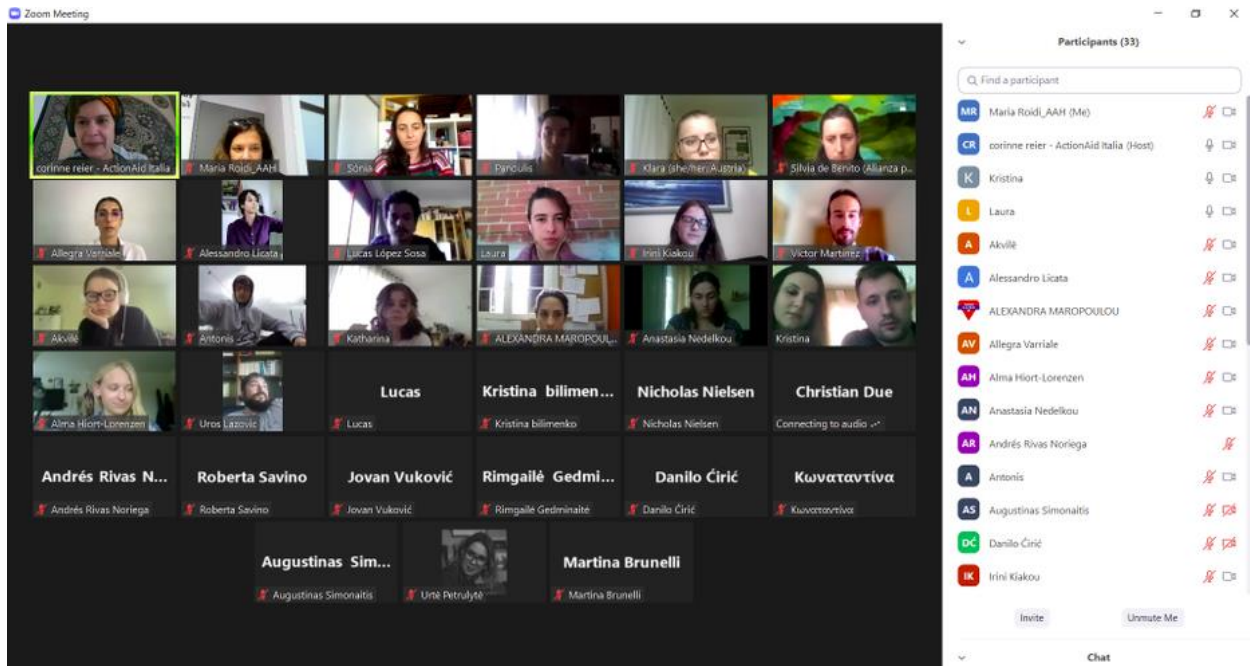 Zoom Meeting
Participants (33)
Find a participant
corinne reier - ActionAid Italia
Maria Roidi_AAH
Sónia
Panoulis
Klara (she/her, Austria)
Silvia de Benito (Alianza p...
Allegra Varriale
Alessandro Licata
Lucas López Sosa
Laura
Irini Kiakou
Victor Martínez
Akvilė
Antonis
Katharina
ALEXANDRA MAROPOUL...
Anastasia Nedelkou
Kristina
Alma Hiort-Lorenzen
Uros Lazovic
Lucas
Lucas
Kristina bilimen...
Kristina bilimenko
Nicholas Nielsen
Nicholas Nielsen
Christian Due
Connecting to audio
Andrés Rivas N...
Andrés Rivas Noriega
Roberta Savino
Roberta Savino
Jovan Vuković
Jovan Vuković
Rimgailė Gedmi...
Rimgailė Gedminaitė
Danilo Ćirić
Danilo Ćirić
Κωναταντίνα
Κωναταντίνα
Augustinas Sim...
Augustinas Simonaitis
Urtė Petrulytė
Martina Brunelli
Martina Brunelli
MR Maria Roidi_AAH (Me)
CR corinne reier - ActionAid Italia (Host)
K Kristina
L Laura
A Akvilė
A Alessandro Licata
ALEXANDRA MAROPOULOU
AV Allegra Varriale
AH Alma Hiort-Lorenzen
AN Anastasia Nedelkou
AR Andrés Rivas Noriega
A Antonis
AS Augustinas Simonaitis
DĆ Danilo Ćirić
IK Irini Kiakou
Invite
Unmute Me
Chat